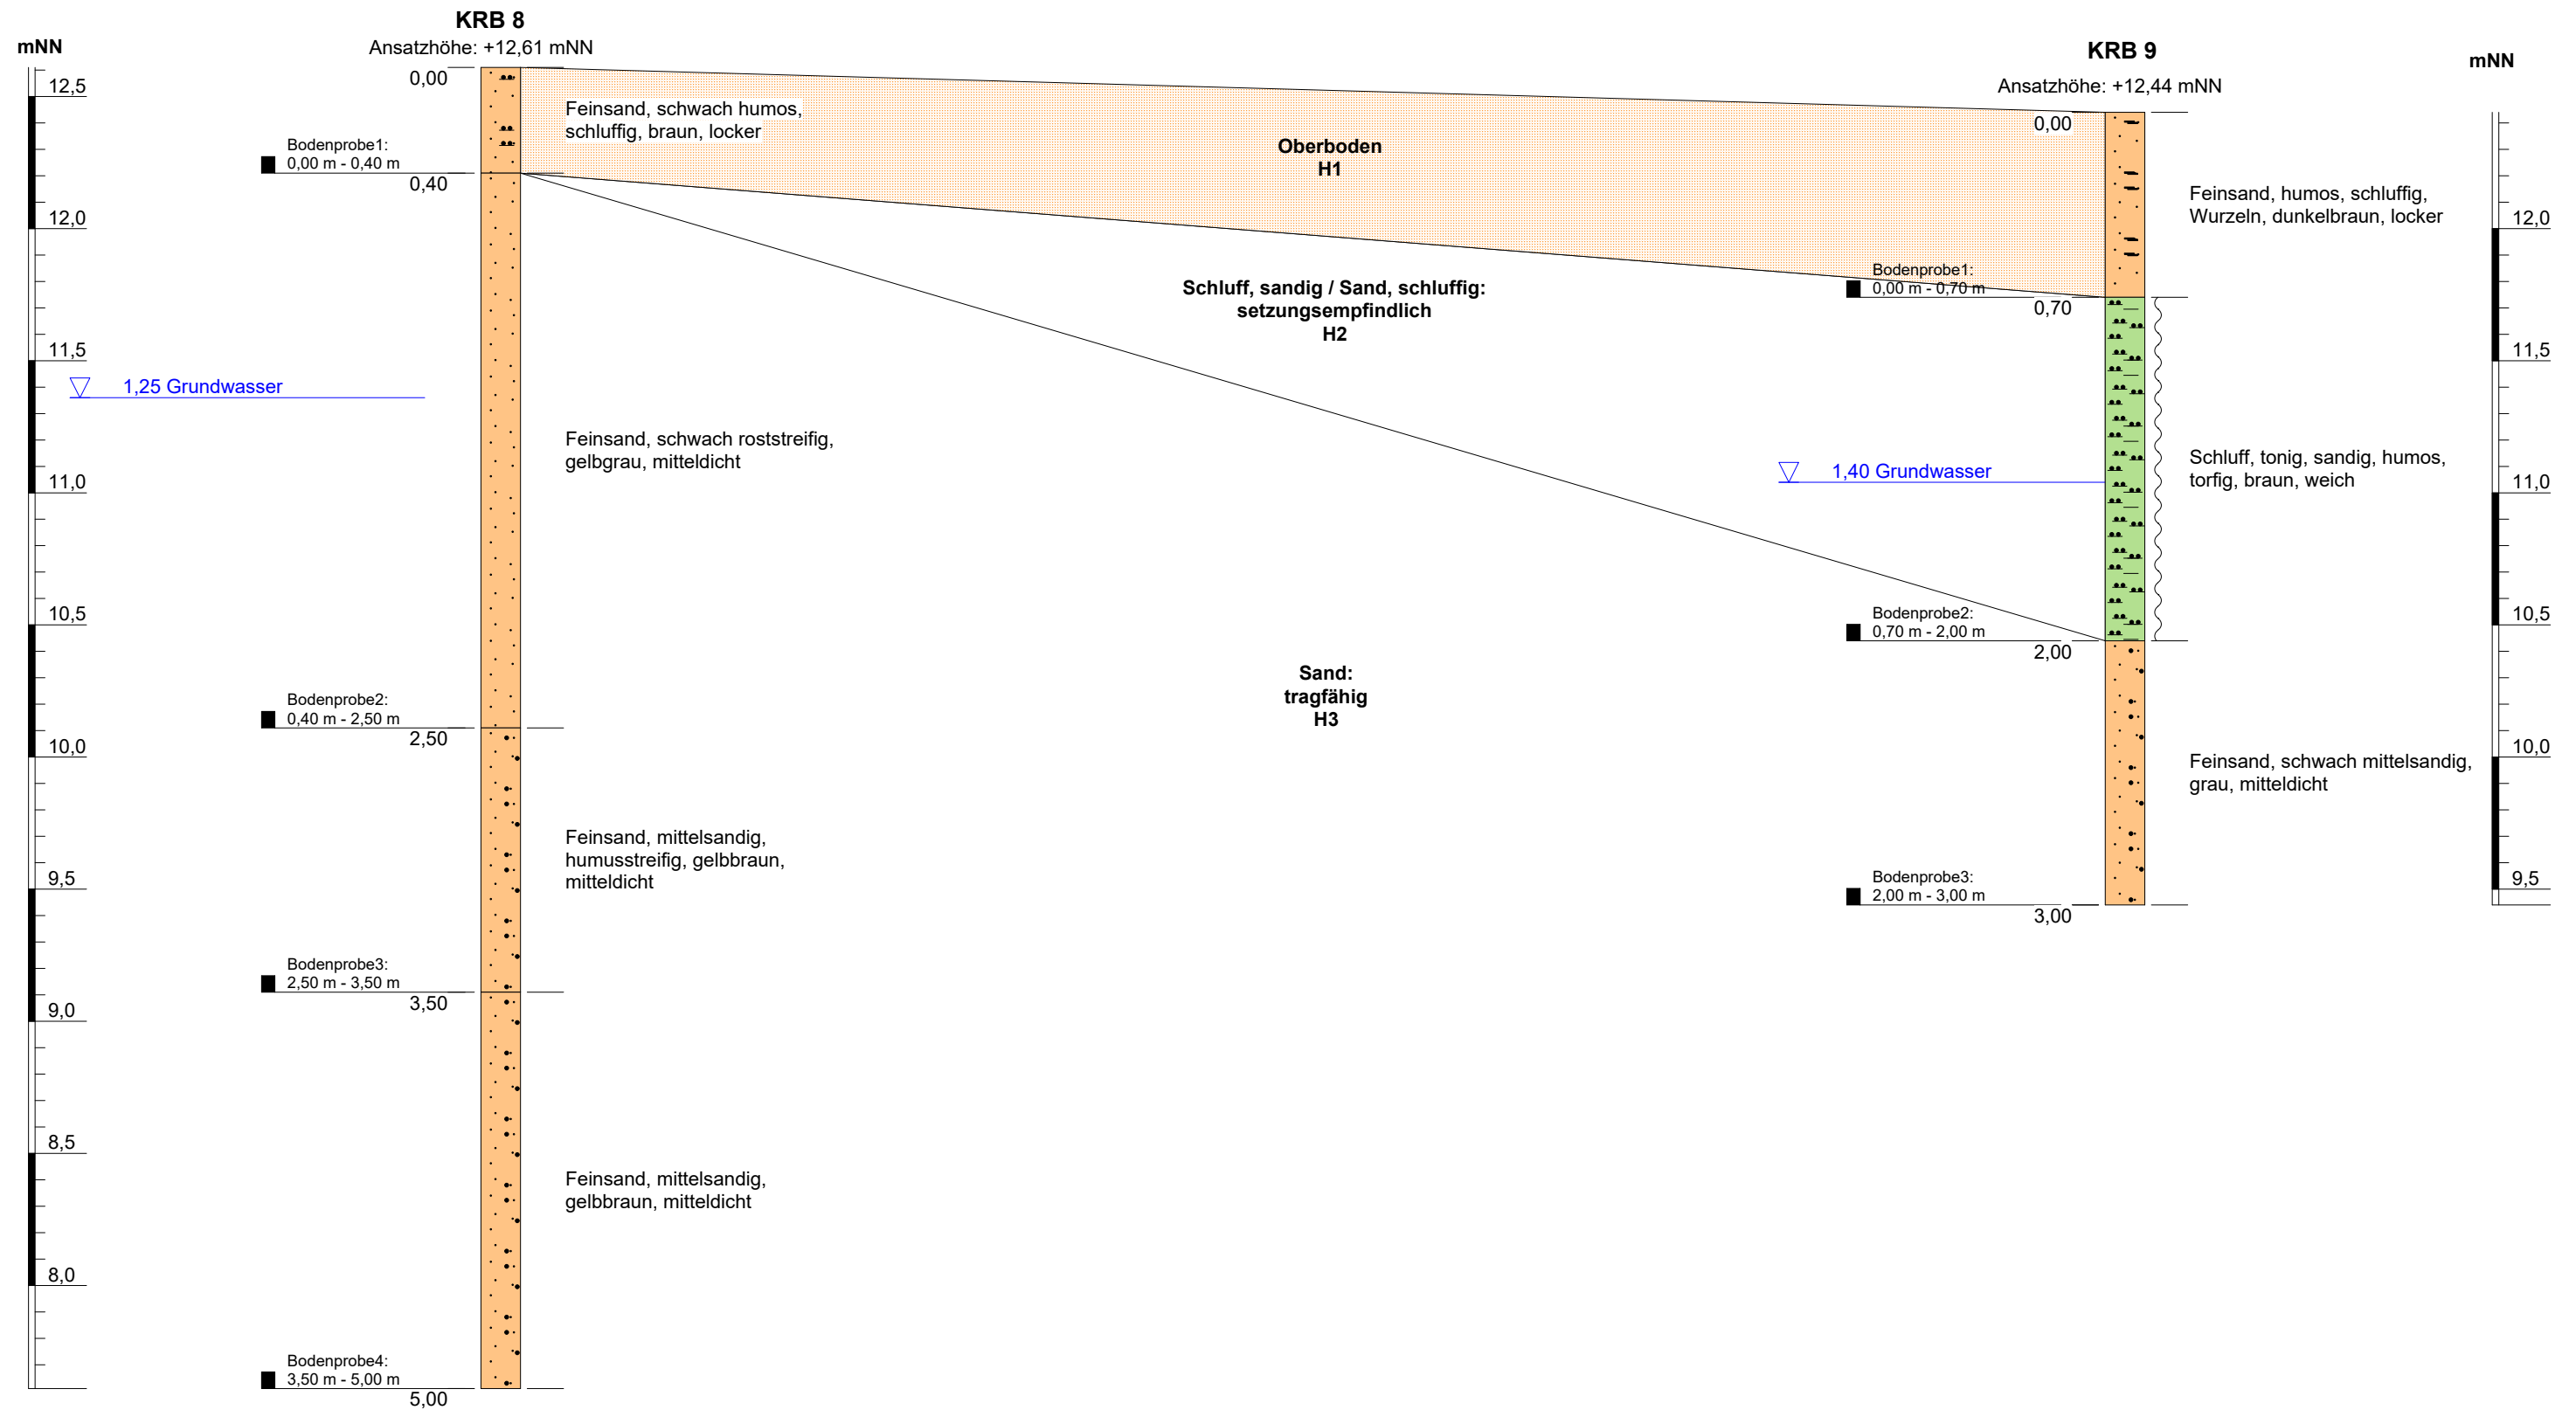 KRB 8
Ansatzhöhe: +12,61 mNN
mNN
12,5
12,0
11,5
11,0
10,5
10,0
9,5
9,0
8,5
8,0
1,25 Grundwasser
0,00
Bodenprobe1:
0,00 m - 0,40 m
0,40
Bodenprobe2:
0,40 m - 2,50 m
2,50
Bodenprobe3:
2,50 m - 3,50 m
3,50
Bodenprobe4:
3,50 m - 5,00 m
5,00
Feinsand, schwach humos,
schluffig, braun, locker
Feinsand, schwach roststreifig,
gelbgrau, mitteldicht
Feinsand, mittelsandig,
humusstreifig, gelbbraun,
mitteldicht
Feinsand, mittelsandig,
gelbbraun, mitteldicht
Oberboden
H1
Schluff, sandig / Sand, schluffig:
setzungsempfindlich
H2
Sand:
tragfähig
H3
KRB 9
Ansatzhöhe: +12,44 mNN
0,00
Bodenprobe1:
0,00 m - 0,70 m
0,70
1,40 Grundwasser
Bodenprobe2:
0,70 m - 2,00 m
2,00
Bodenprobe3:
2,00 m - 3,00 m
3,00
Feinsand, humos, schluffig,
Wurzeln, dunkelbraun, locker
Schluff, tonig, sandig, humos,
torfig, braun, weich
Feinsand, schwach mittelsandig,
grau, mitteldicht
mNN
12,0
11,5
11,0
10,5
10,0
9,5